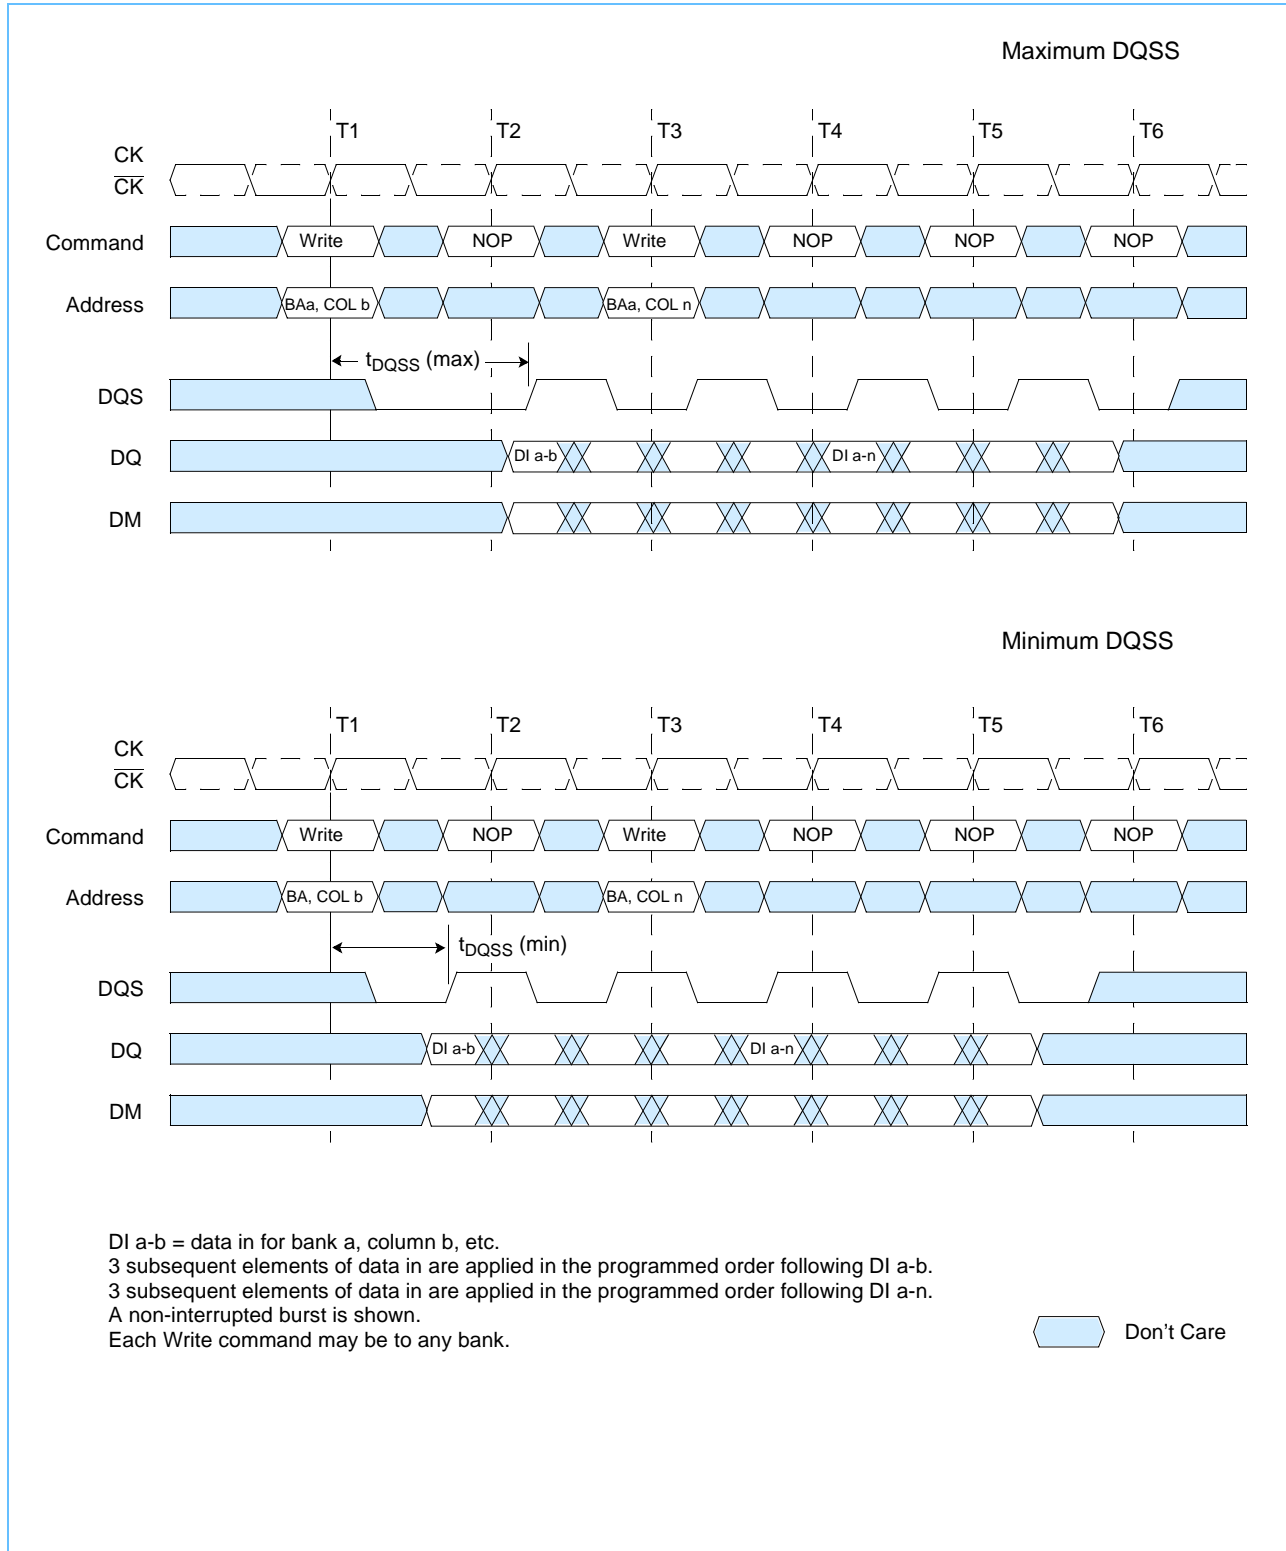 Maximum DQSS
T1 T2 T3 T4 T5 T6
CK
CK
Command Write NOP Write NOP NOP NOP
Address BAa, COL b BAa, COL n
tDQSS (max)
DQS
DQ DI a-b DI a-n
DM
Minimum DQSS
T1 T2 T3 T4 T5 T6
CK
CK
Command Write NOP Write NOP NOP NOP
Address BA, COL b BA, COL n
tDQSS (min)
DQS
DQ DI a-b DI a-n
DM
DI a-b = data in for bank a, column b, etc.
3 subsequent elements of data in are applied in the programmed order following DI a-b.
3 subsequent elements of data in are applied in the programmed order following DI a-n.
A non-interrupted burst is shown.
Each Write command may be to any bank.
Don't Care